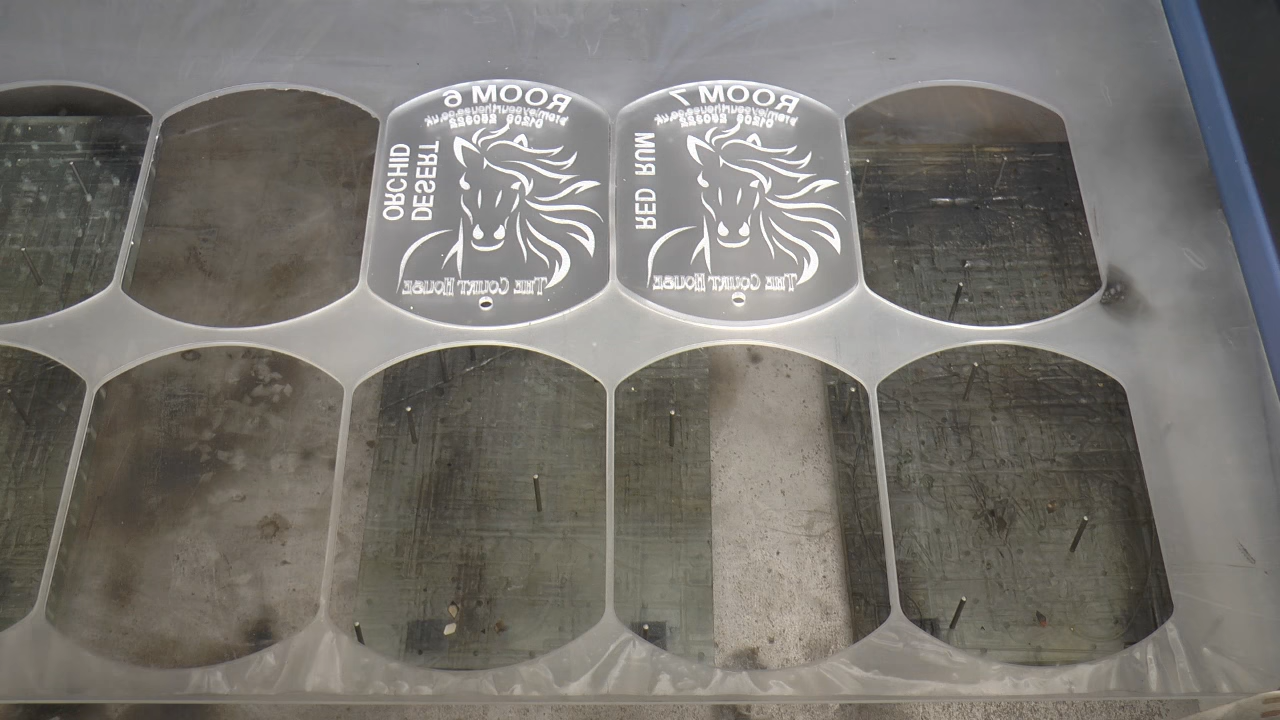 ROOM 6
DESERT
ORCHID
THE COURT HOUSE
ROOM 7
RED RUM
THE COURT HOUSE